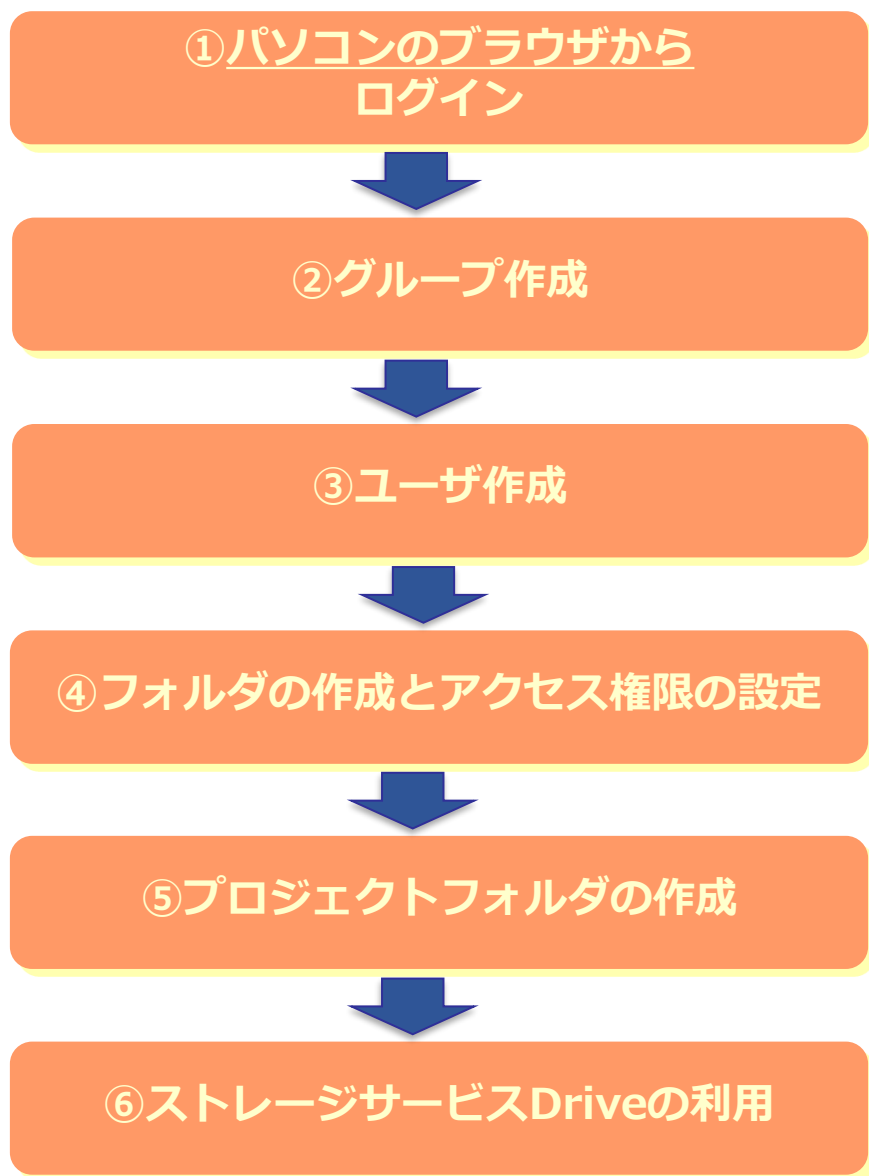 ①パソコンのブラウザから
ログイン
②グループ作成
③ユーザ作成
④フォルダの作成とアクセス権限の設定
⑤プロジェクトフォルダの作成
⑥ストレージサービスDriveの利用